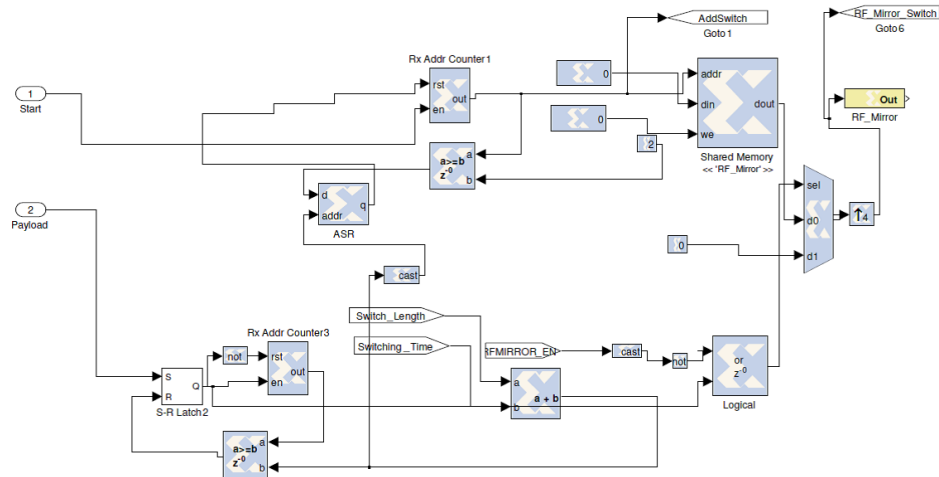 AddSwitch
Goto1
RF_Mirror_Switch
Goto6
Rx Addr Counter1
rst
en
out
1
Start
0
0
2
addr
din
we
dout
Shared Memory
<< 'RF_Mirror' >>
Out
RF_Mirror
a>=b
z-0
a
b
d
addr
q
ASR
2
Payload
sel
d0
d1
↑4
0
cast
Switch_Length
Switching_Time
RFMIRROR_EN
cast
not
or
z-0
Logical
Rx Addr Counter3
not
rst
en
out
S
R
Q
S-R Latch2
a
b
a + b
a>=b
z-0
a
b